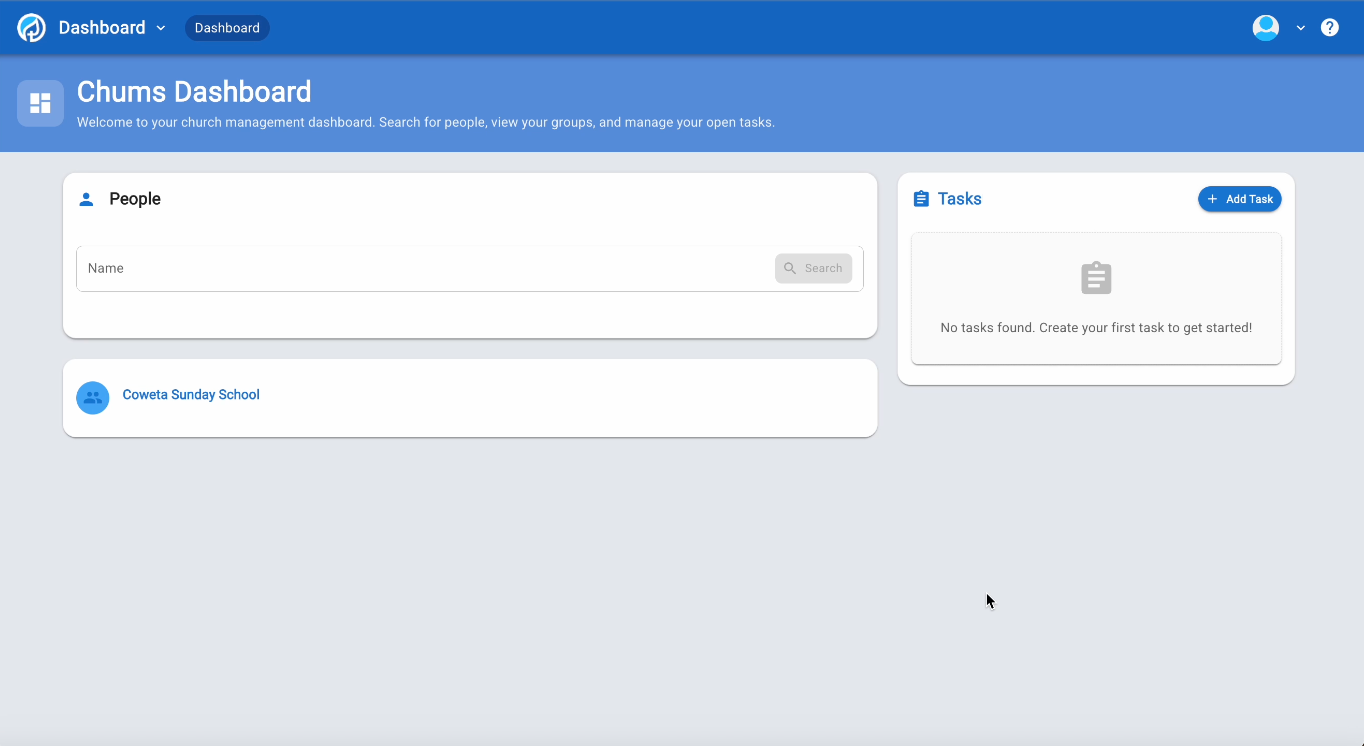 Dashboard
Dashboard
?
Chums Dashboard
Welcome to your church management dashboard. Search for people, view your groups, and manage your open tasks.
People
Name
Search
Coweta Sunday School
Tasks
+ Add Task
No tasks found. Create your first task to get started!